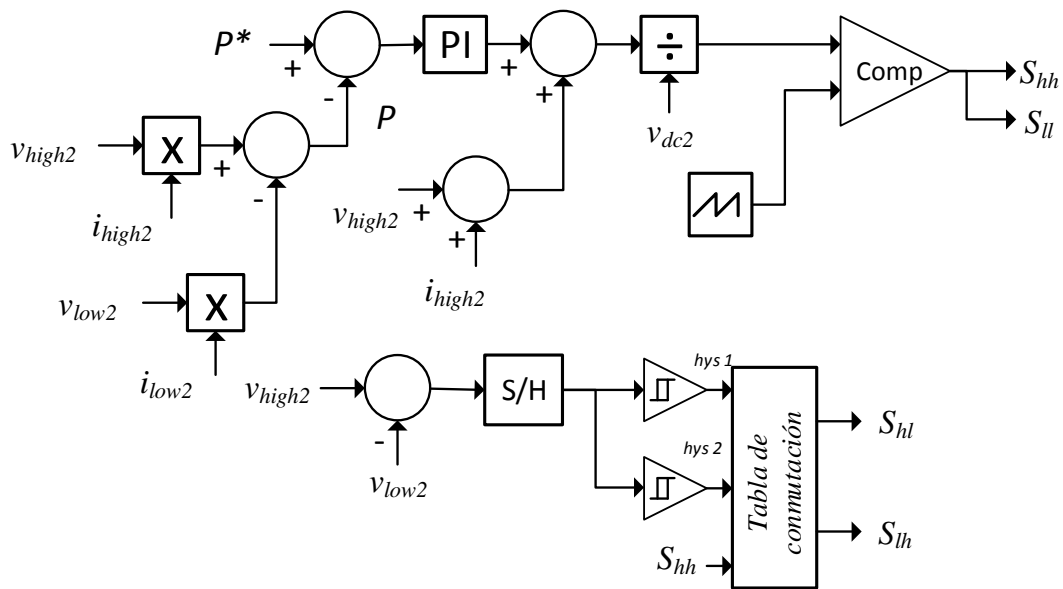 P*
+
-
PI
+
+
÷
v_dc2
Comp
S_hh
S_ll
P
v_high2
X
+
-
i_high2
v_high2
+
+
i_high2
v_low2
X
i_low2
v_high2
-
v_low2
S/H
hys 1
hys 2
Tabla de
conmutación
S_hl
S_lh
S_hh